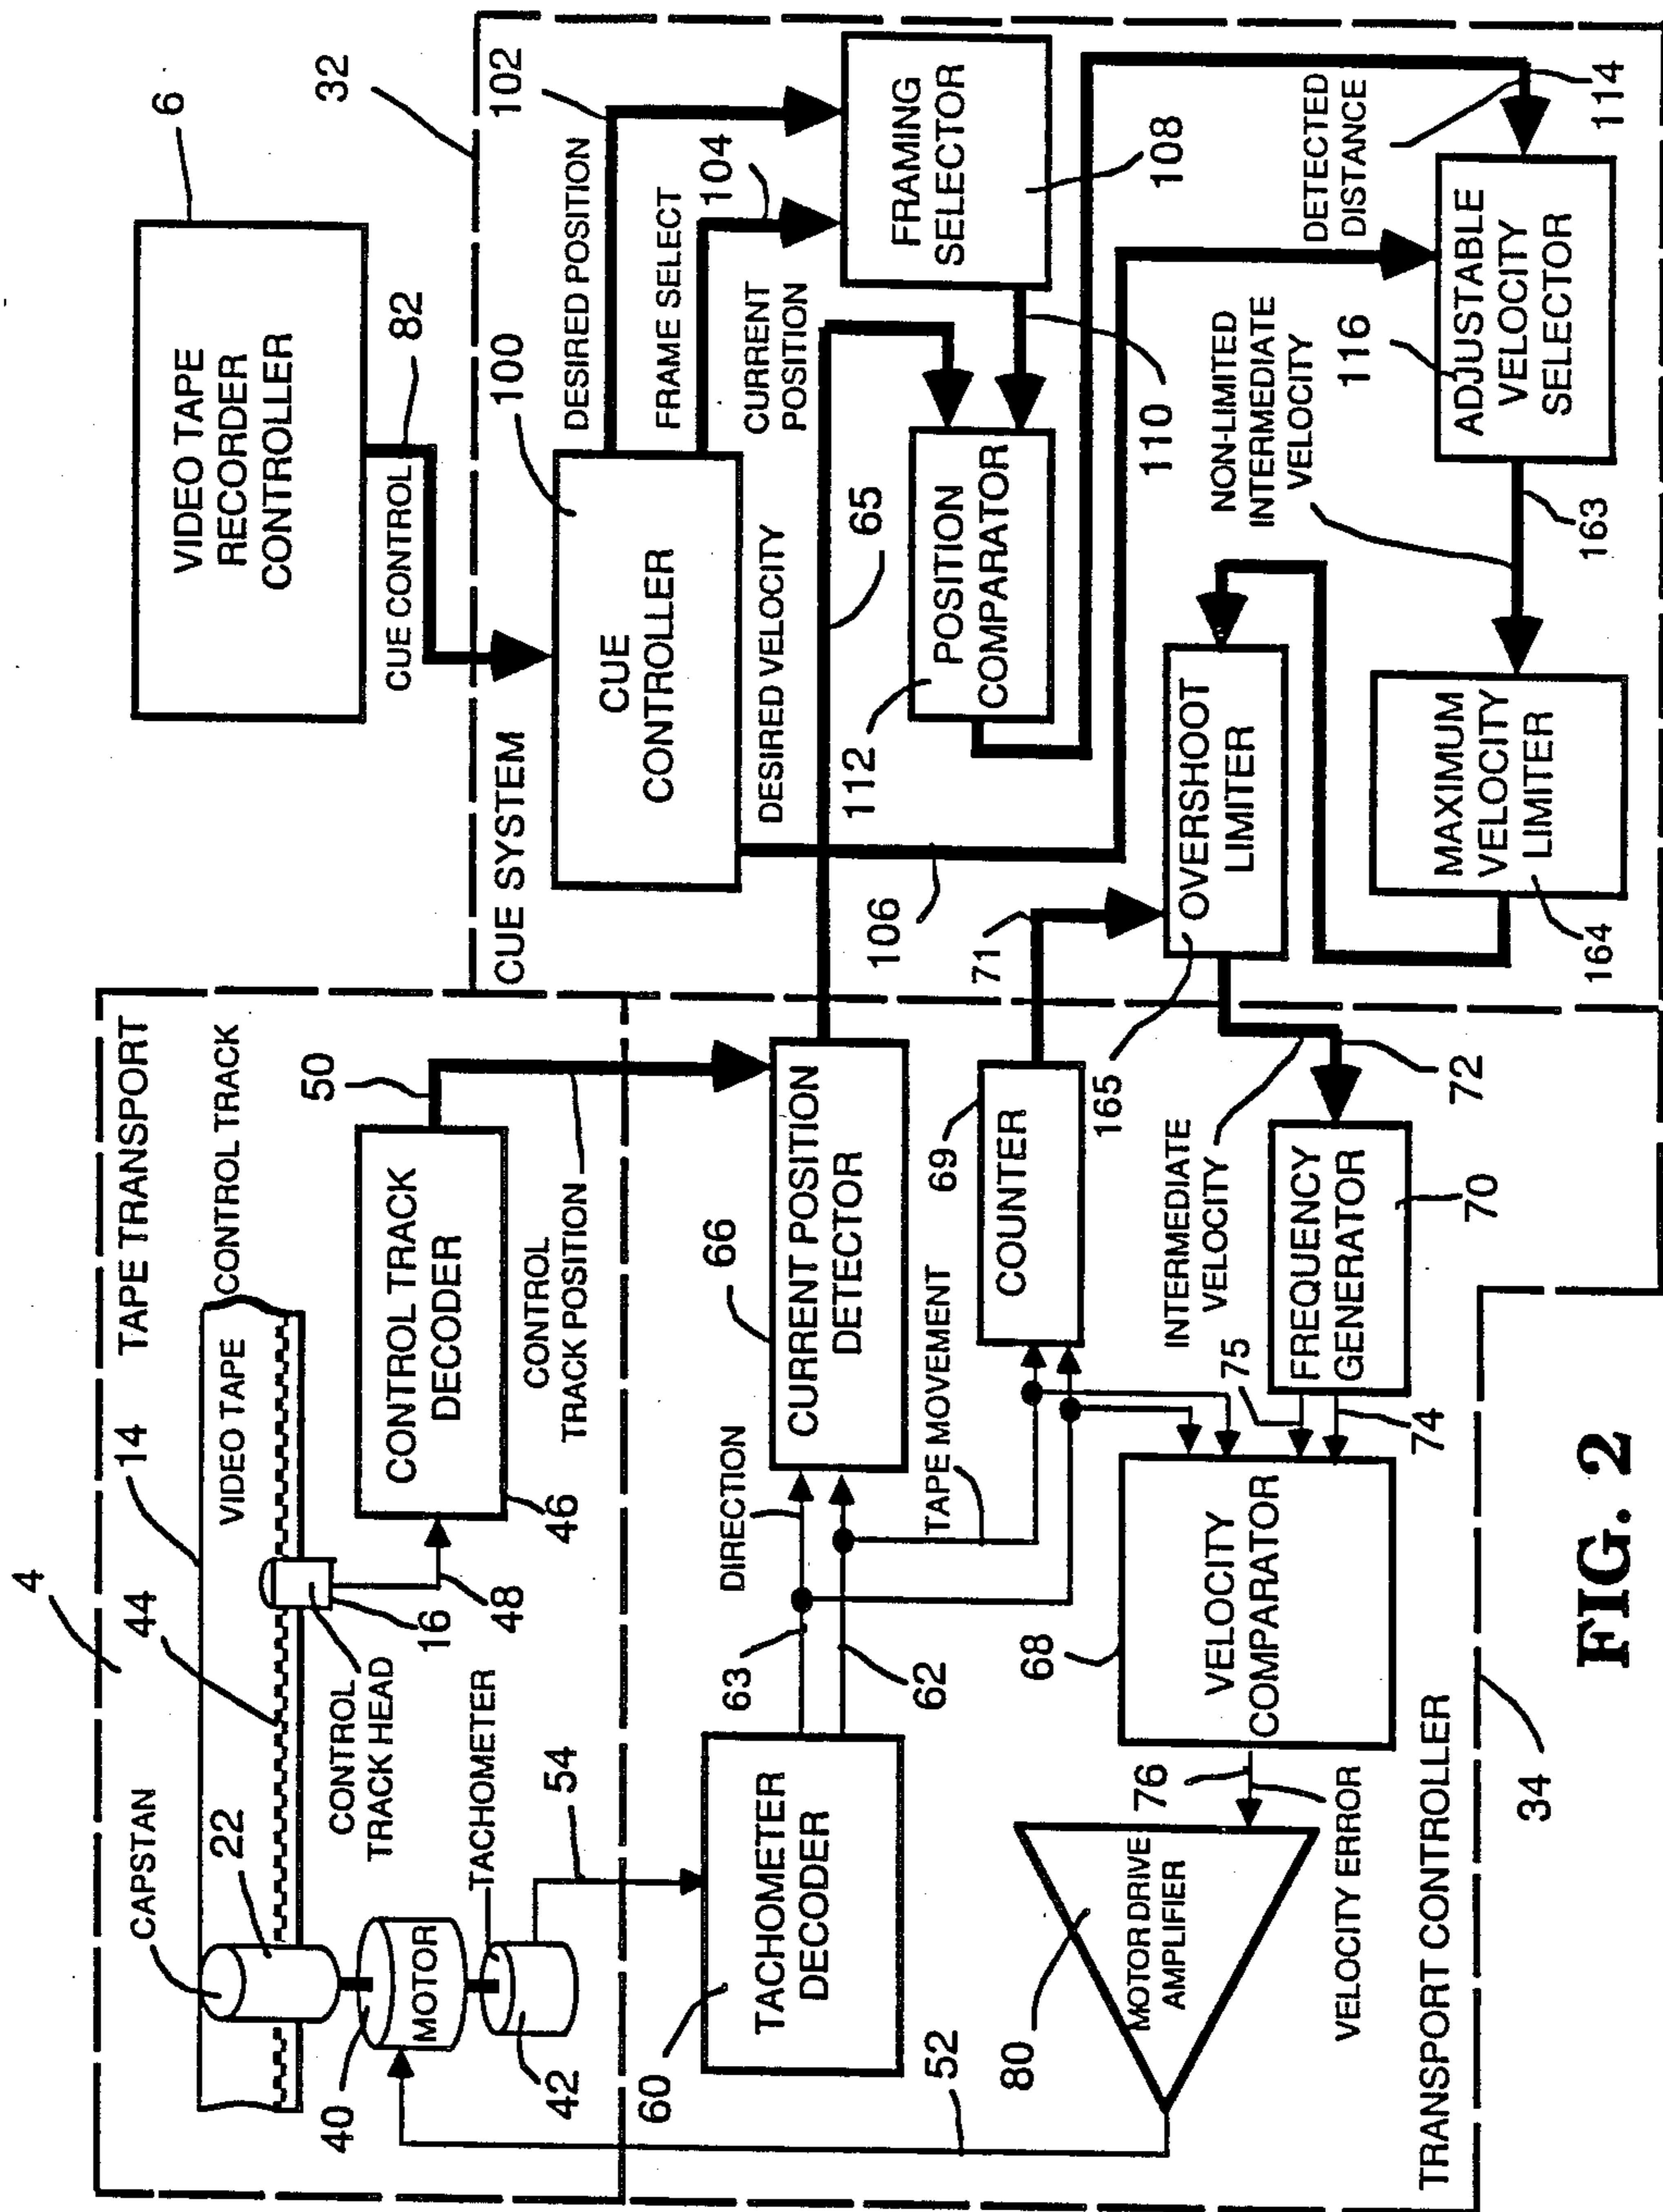 4
14
TAPE TRANSPORT
CAPSTAN
44
VIDEO TAPE
CONTROL TRACK
22
CONTROL
TRACK HEAD
16
48
50
40
MOTOR
CONTROL TRACK
DECODER
46
TACHOMETER
42
54
CONTROL
TRACK POSITION
52
60
TACHOMETER
DECODER
63
62
DIRECTION
66
CURRENT POSITION
DETECTOR
TAPE MOVEMENT
69
COUNTER
71
80
MOTOR DRIVE
AMPLIFIER
76
VELOCITY ERROR
68
VELOCITY
COMPARATOR
75
74
INTERMEDIATE
VELOCITY
FREQUENCY
GENERATOR
70
72
TRANSPORT CONTROLLER
34
6
VIDEO TAPE
RECORDER
CONTROLLER
CUE CONTROL
82
32
CUE SYSTEM
100
CUE
CONTROLLER
DESIRED POSITION
102
FRAME SELECT
104
DESIRED VELOCITY
CURRENT
POSITION
65
106
112
POSITION
COMPARATOR
FRAMING
SELECTOR
108
110
165
OVERSHOOT
LIMITER
NON-LIMITED
INTERMEDIATE
VELOCITY
DETECTED
DISTANCE
114
116
ADJUSTABLE
VELOCITY
SELECTOR
163
MAXIMUM
VELOCITY
LIMITER
164
FIG. 2